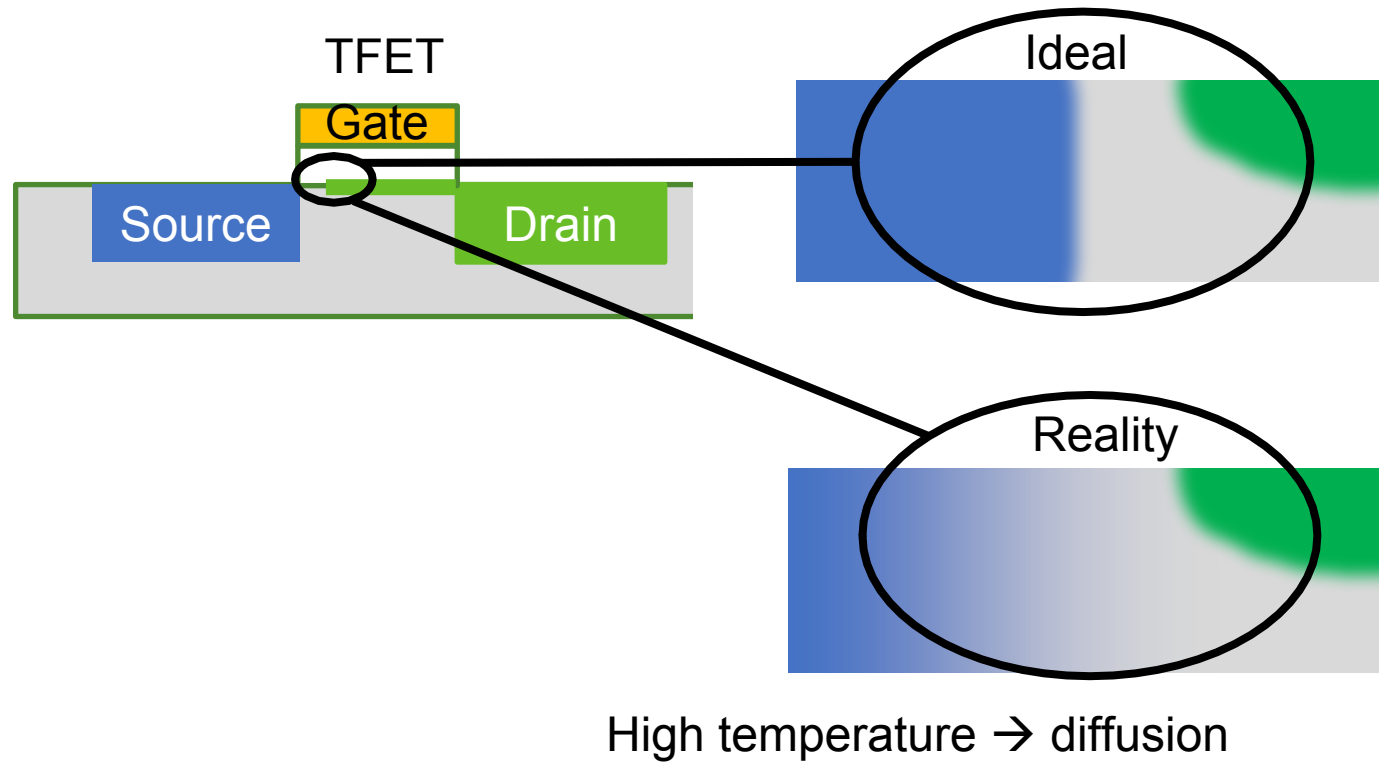 TFET
Gate
Source
Drain
Ideal
Reality
High temperature → diffusion